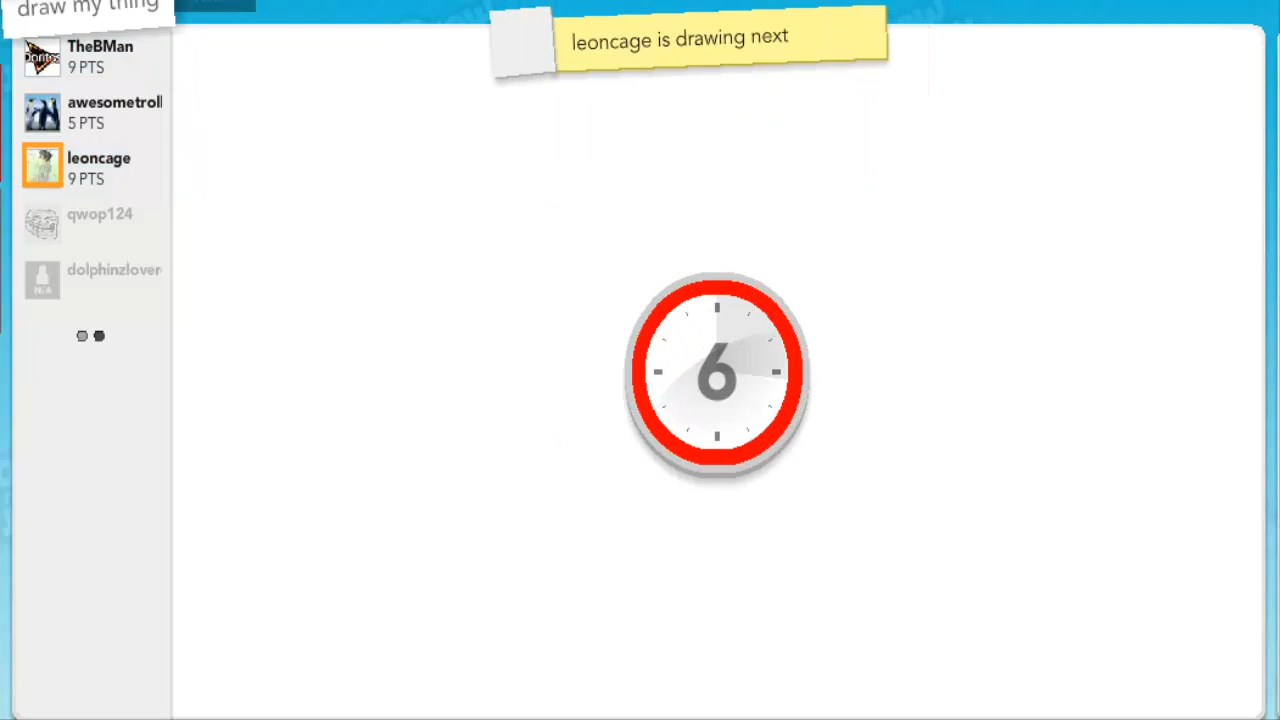 draw my thing
leoncage is drawing next
TheBMan
9 PTS
Doritos
awesometroll
5 PTS
leoncage
9 PTS
qwop124
dolphinzlover
N/A
6